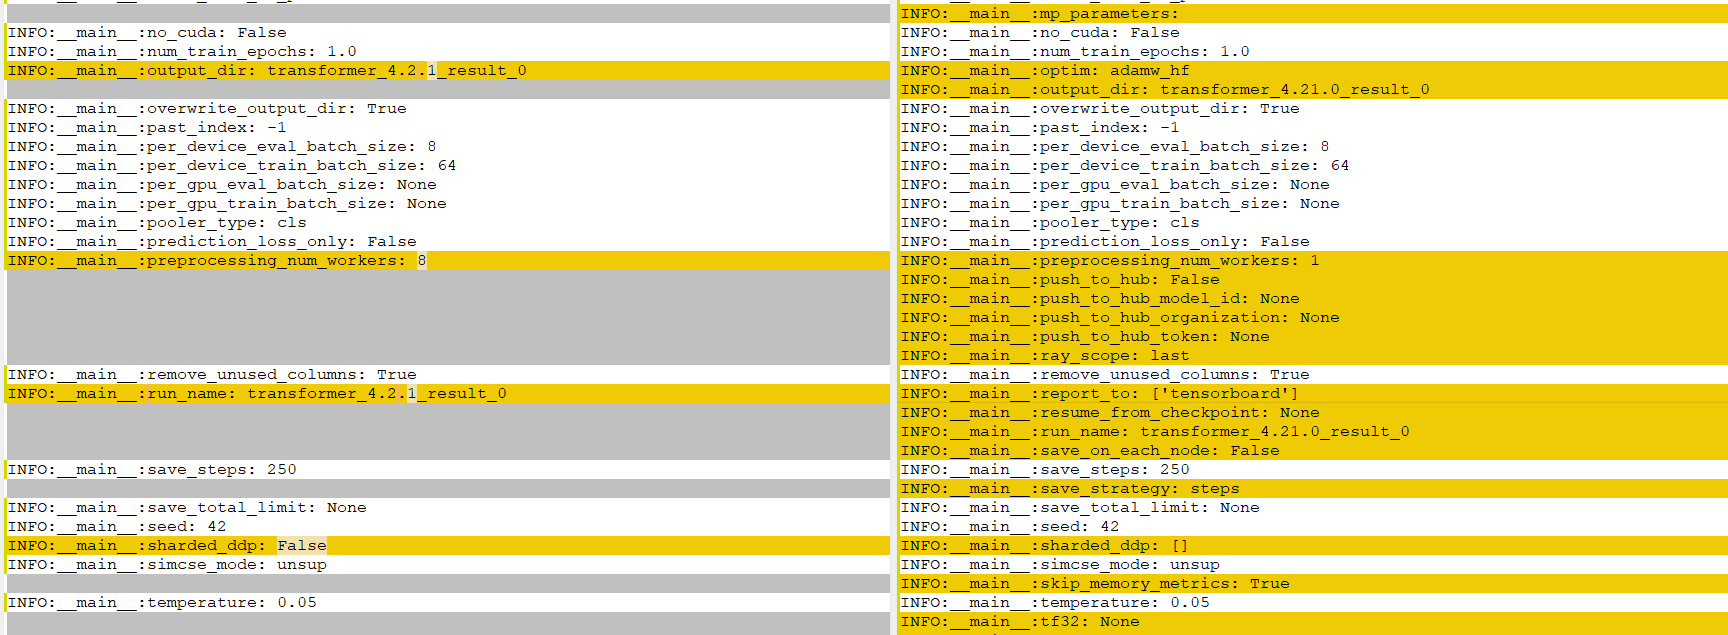 INFO:__main__:no_cuda: False
INFO:__main__:num_train_epochs: 1.0
INFO:__main__:output_dir: transformer_4.2.1_result_0
INFO:__main__:overwrite_output_dir: True
INFO:__main__:past_index: -1
INFO:__main__:per_device_eval_batch_size: 8
INFO:__main__:per_device_train_batch_size: 64
INFO:__main__:per_gpu_eval_batch_size: None
INFO:__main__:per_gpu_train_batch_size: None
INFO:__main__:pooler_type: cls
INFO:__main__:prediction_loss_only: False
INFO:__main__:preprocessing_num_workers: 8
INFO:__main__:remove_unused_columns: True
INFO:__main__:run_name: transformer_4.2.1_result_0
INFO:__main__:save_steps: 250
INFO:__main__:save_total_limit: None
INFO:__main__:seed: 42
INFO:__main__:sharded_ddp: False
INFO:__main__:simcse_mode: unsup
INFO:__main__:temperature: 0.05
INFO:__main__:mp_parameters:
INFO:__main__:no_cuda: False
INFO:__main__:num_train_epochs: 1.0
INFO:__main__:optim: adamw_hf
INFO:__main__:output_dir: transformer_4.21.0_result_0
INFO:__main__:overwrite_output_dir: True
INFO:__main__:past_index: -1
INFO:__main__:per_device_eval_batch_size: 8
INFO:__main__:per_device_train_batch_size: 64
INFO:__main__:per_gpu_eval_batch_size: None
INFO:__main__:per_gpu_train_batch_size: None
INFO:__main__:pooler_type: cls
INFO:__main__:prediction_loss_only: False
INFO:__main__:preprocessing_num_workers: 1
INFO:__main__:push_to_hub: False
INFO:__main__:push_to_hub_model_id: None
INFO:__main__:push_to_hub_organization: None
INFO:__main__:push_to_hub_token: None
INFO:__main__:ray_scope: last
INFO:__main__:remove_unused_columns: True
INFO:__main__:report_to: ['tensorboard']
INFO:__main__:resume_from_checkpoint: None
INFO:__main__:run_name: transformer_4.21.0_result_0
INFO:__main__:save_on_each_node: False
INFO:__main__:save_steps: 250
INFO:__main__:save_strategy: steps
INFO:__main__:save_total_limit: None
INFO:__main__:seed: 42
INFO:__main__:sharded_ddp: []
INFO:__main__:simcse_mode: unsup
INFO:__main__:skip_memory_metrics: True
INFO:__main__:temperature: 0.05
INFO:__main__:tf32: None